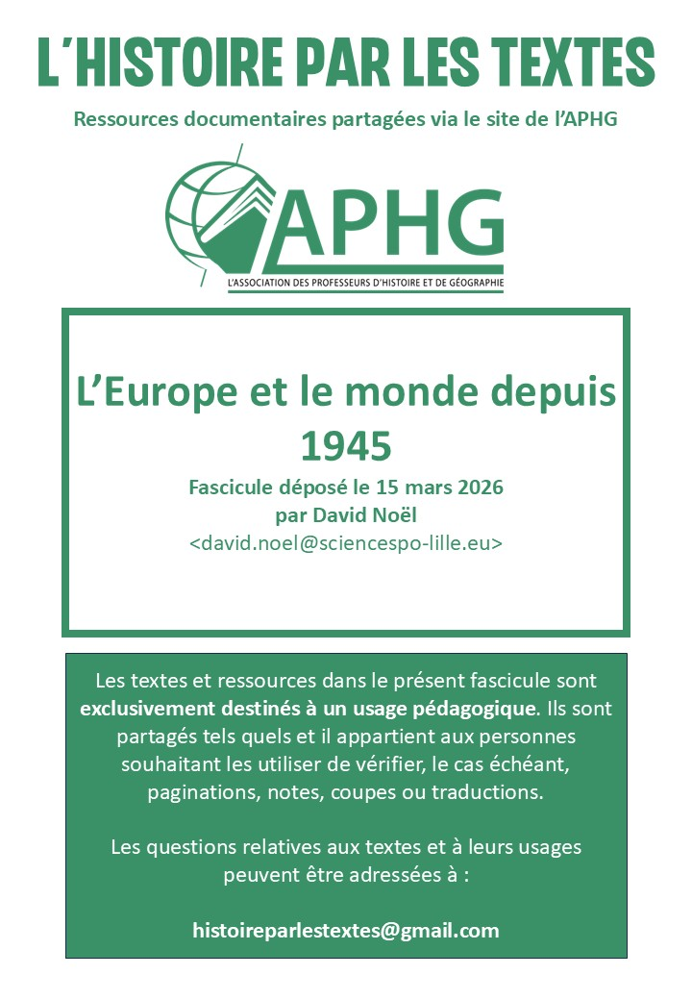 L'HISTOIRE PAR LES TEXTES
Ressources documentaires partagées via le site de l'APHG
APHG
L'ASSOCIATION DES PROFESSEURS D'HISTOIRE ET DE GÉOGRAPHIE
L'Europe et le monde depuis
1945
Fascicule déposé le 15 mars 2026
par David Noël
<david.noel@sciencespo-lille.eu>
Les textes et ressources dans le présent fascicule sont
exclusivement destinés à un usage pédagogique. Ils sont
partagés tels quels et il appartient aux personnes
souhaitant les utiliser de vérifier, le cas échéant,
paginations, notes, coupes ou traductions.
Les questions relatives aux textes et à leurs usages
peuvent être adressées à :
histoireparlestextes@gmail.com